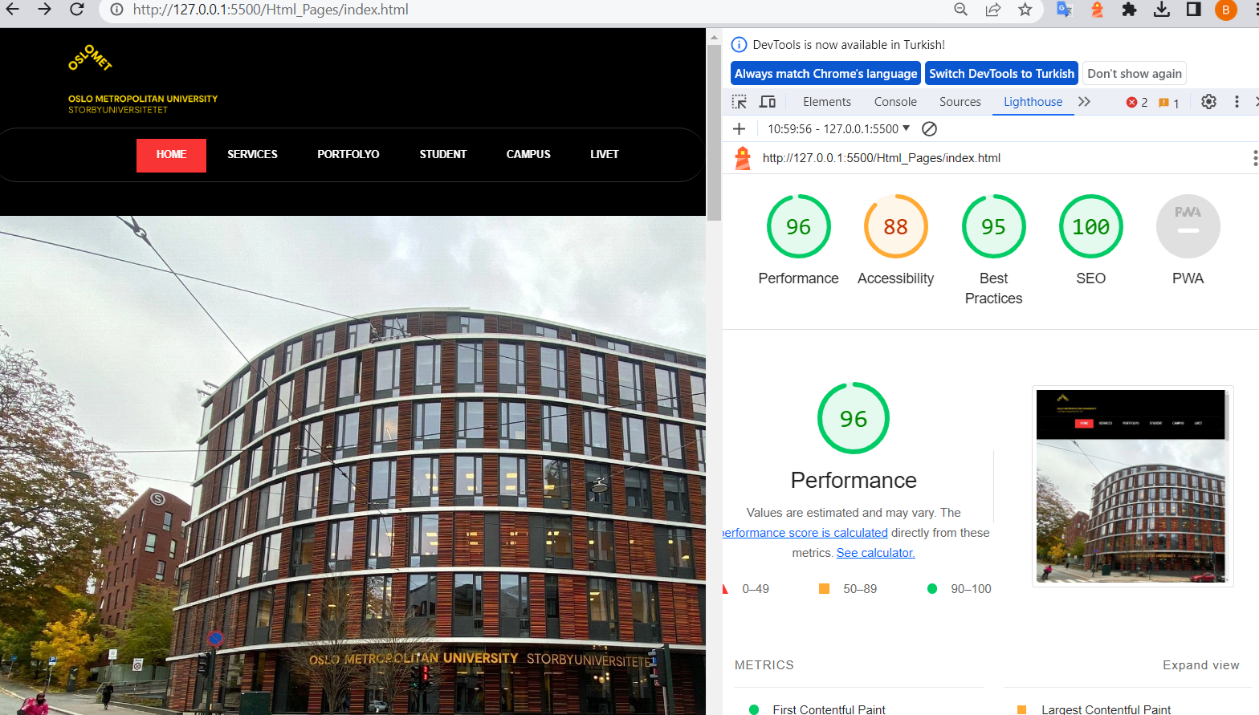 http://127.0.0.1:5500/Html_Pages/index.html
B
DevTools is now available in Turkish!
Always match Chrome's language
Switch DevTools to Turkish
Don't show again
Elements
Console
Sources
Lighthouse
2
1
10:59:56 - 127.0.0.1:5500
http://127.0.0.1:5500/Html_Pages/index.html
OSLOMET
OSLO METROPOLITAN UNIVERSITY
STORBYUNIVERSITETET
HOME
SERVICES
PORTFOLYO
STUDENT
CAMPUS
LIVET
S
OSLO METROPOLITAN UNIVERSITY STORBYUNIVERSITETET
96
88
95
100
PWA
Performance
Accessibility
Best
Practices
SEO
PWA
96
Performance
Values are estimated and may vary. The
performance score is calculated directly from these
metrics. See calculator.
0–49
50–89
90–100
METRICS
Expand view
First Contentful Paint
Largest Contentful Paint